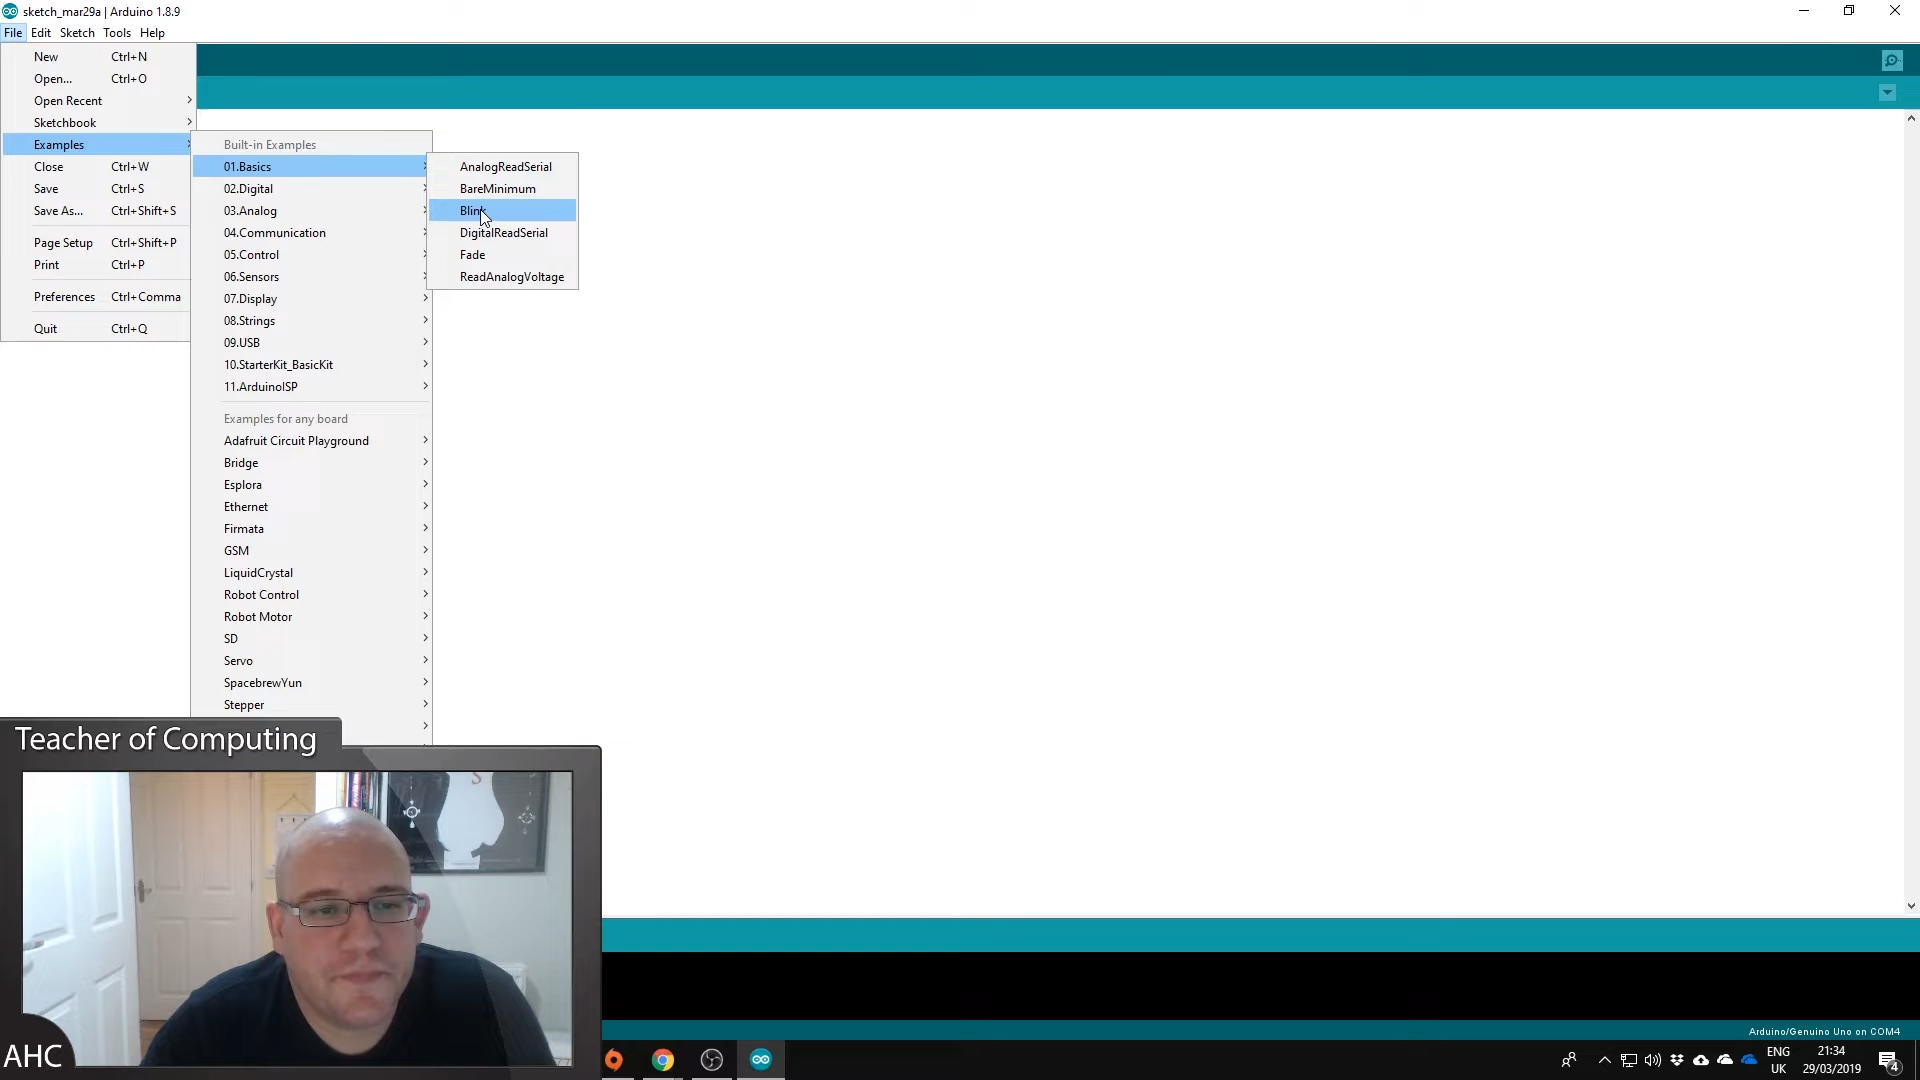 sketch_mar29a | Arduino 1.8.9
File Edit Sketch Tools Help
New Ctrl+N
Open... Ctrl+O
Open Recent
Sketchbook
Examples
Close Ctrl+W
Save Ctrl+S
Save As... Ctrl+Shift+S
Page Setup Ctrl+Shift+P
Print Ctrl+P
Preferences Ctrl+Comma
Quit Ctrl+Q
Built-in Examples
01.Basics
02.Digital
03.Analog
04.Communication
05.Control
06.Sensors
07.Display
08.Strings
09.USB
10.StarterKit_BasicKit
11.ArduinoISP
Examples for any board
Adafruit Circuit Playground
Bridge
Esplora
Ethernet
Firmata
GSM
LiquidCrystal
Robot Control
Robot Motor
SD
Servo
SpacebrewYun
Stepper
AnalogReadSerial
BareMinimum
Blink
DigitalReadSerial
Fade
ReadAnalogVoltage
Teacher of Computing
AHC
Arduino/Genuino Uno on COM4
ENG
UK
21:34
29/03/2019
4